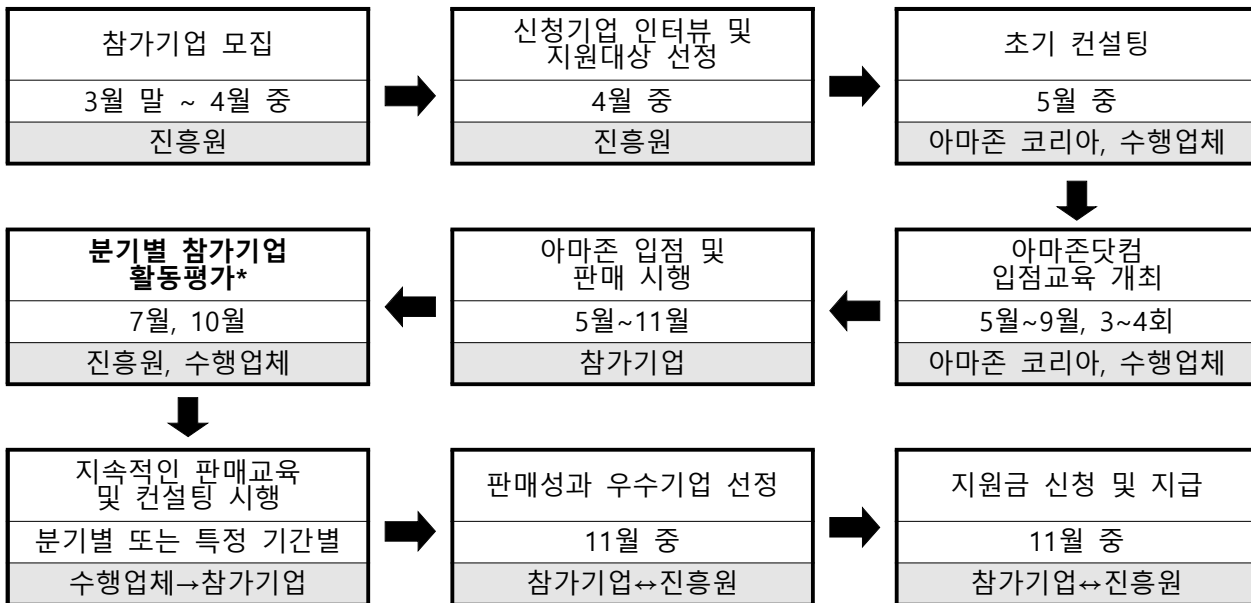 참가기업 모집
3월 말 ~ 4월 중
진흥원
신청기업 인터뷰 및
지원대상 선정
4월 중
진흥원
초기 컨설팅
5월 중
아마존 코리아, 수행업체
아마존닷컴
입점교육 개최
5월~9월, 3~4회
아마존 코리아, 수행업체
아마존 입점 및
판매 시행
5월~11월
참가기업
분기별 참가기업
활동평가*
7월, 10월
진흥원, 수행업체
지속적인 판매교육
및 컨설팅 시행
분기별 또는 특정 기간별
수행업체→참가기업
판매성과 우수기업 선정
11월 중
참가기업↔진흥원
지원금 신청 및 지급
11월 중
참가기업↔진흥원